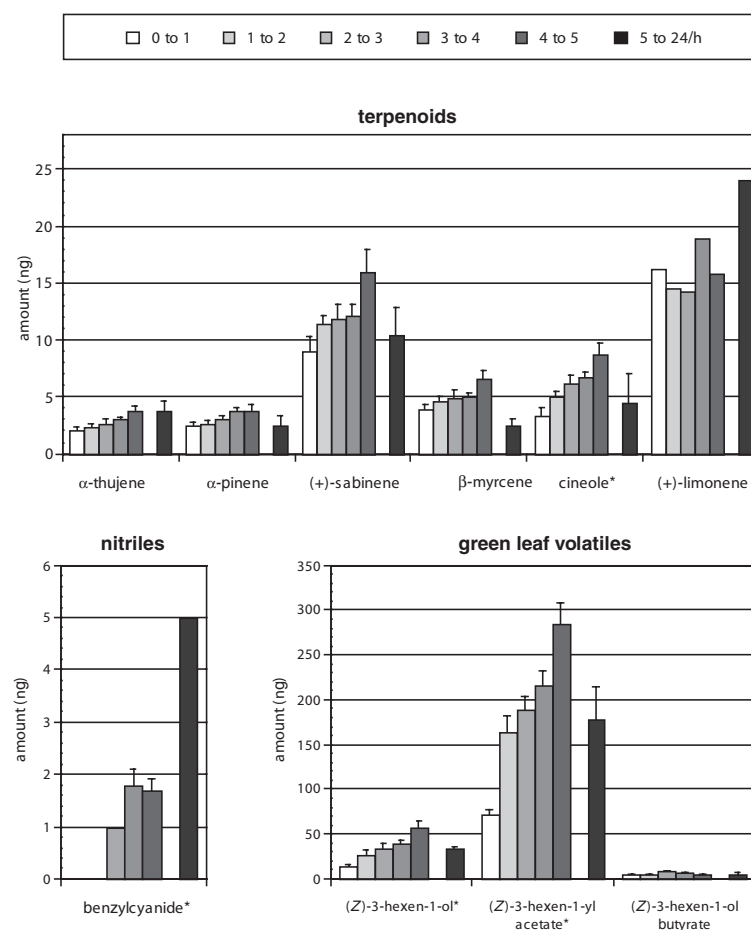 0 to 1 1 to 2 2 to 3 3 to 4 4 to 5 5 to 24/h
terpenoids
25
20
15
10
5
0
amount (ng)
α-thujene α-pinene (+)-sabinene β-myrcene cineole* (+)-limonene
nitriles
6
5
4
3
2
1
0
amount (ng)
benzylcyanide*
green leaf volatiles
350
300
250
200
150
100
50
0
amount (ng)
(Z)-3-hexen-1-ol* (Z)-3-hexen-1-yl (Z)-3-hexen-1-ol
acetate* butyrate